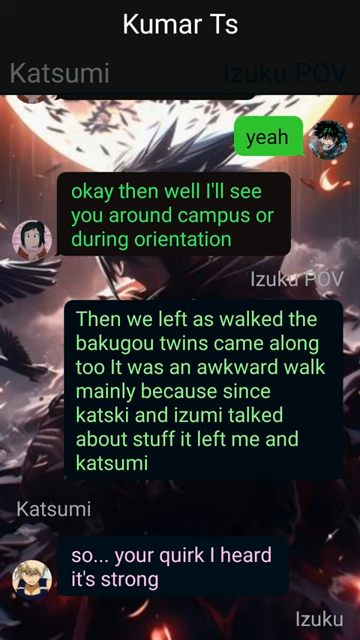 Kumar Ts
Katsumi
Izuku POV
yeah
okay then well I'll see
you around campus or
during orientation
Izuku POV
Then we left as walked the
bakugou twins came along
too It was an awkward walk
mainly because since
katski and izumi talked
about stuff it left me and
katsumi
Katsumi
so... your quirk I heard
it's strong
Izuku